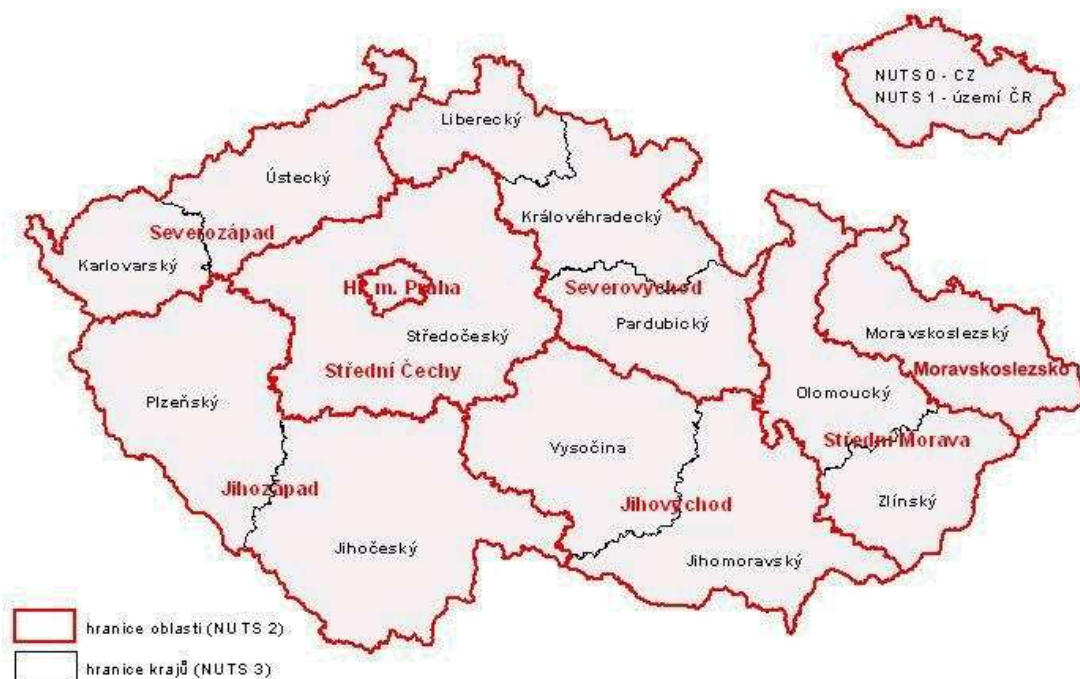 NUTS 0 - CZ
NUTS 1 - území ČR
Liberecký
Ústecký
Královéhradecký
Severozápad
Karlovarský
Hl. m. Praha
Severovýchod
Pardubický
Středočeský
Moravskoslezský
Střední Čechy
Moravskoslezsko
Plzeňský
Olomoucký
Vysočina
Střední Morava
Jihozápad
Jihovýchod
Zlínský
Jihočeský
Jihomoravský
hranice oblastí (NUTS 2)
hranice krajů (NUTS 3)